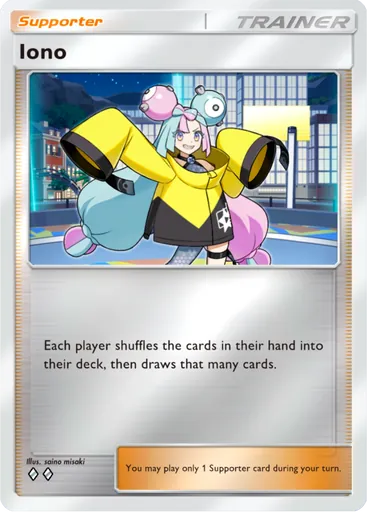 Supporter
TRAINER
Iono
Each player shuffles the cards in their hand into
their deck, then draws that many cards.
Illus. saino misaki
You may play only 1 Supporter card during your turn.